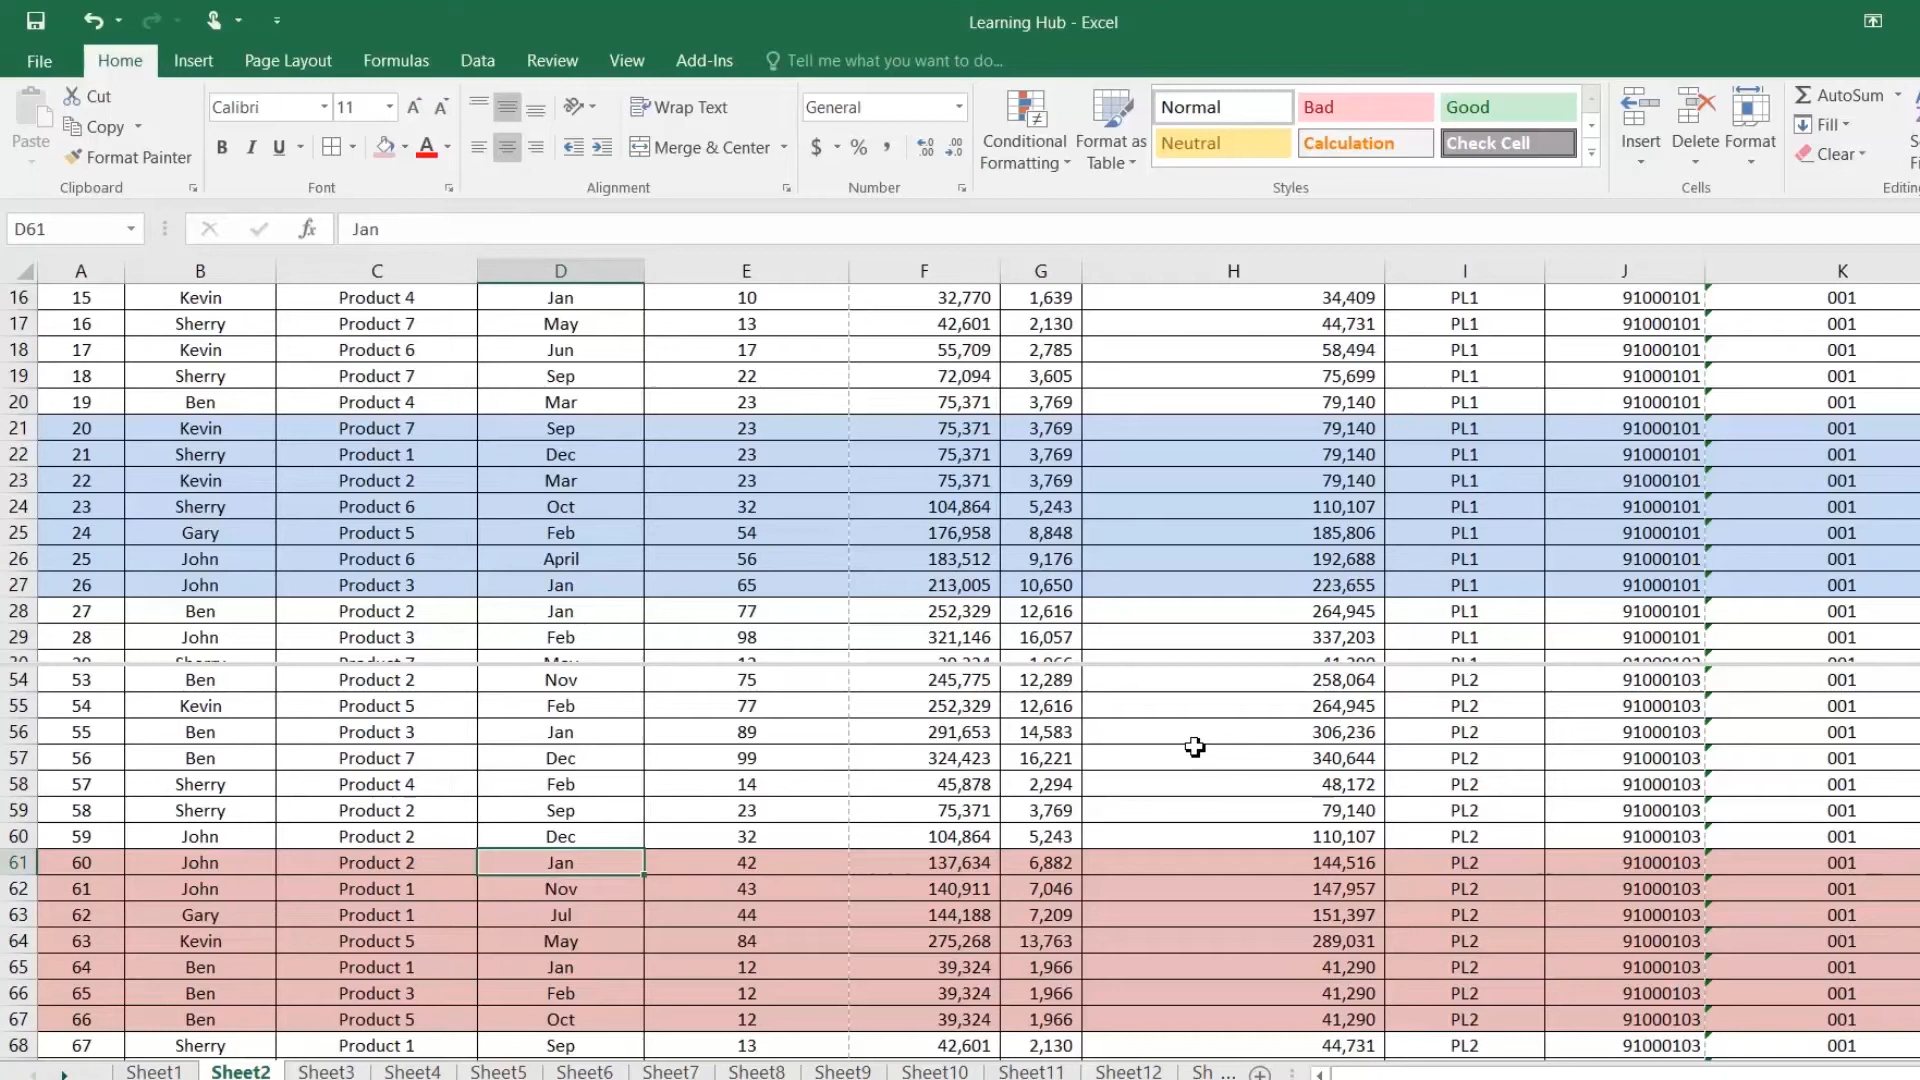 Learning Hub - Excel
File Home Insert Page Layout Formulas Data Review View Add-Ins Tell me what you want to do...
Paste Cut Copy Format Painter Clipboard
Calibri 11 A A B I U A Font
Wrap Text Merge & Center Alignment
General $ % , Number
Conditional Formatting Format as Table
Normal Bad Good
Neutral Calculation Check Cell
Styles
Insert Delete Format Cells
AutoSum Fill Clear Editing
D61 fx Jan
A B C D E F G H I J K
16 15 Kevin Product 4 Jan 10 32,770 1,639 34,409 PL1 91000101 001
17 16 Sherry Product 7 May 13 42,601 2,130 44,731 PL1 91000101 001
18 17 Kevin Product 6 Jun 17 55,709 2,785 58,494 PL1 91000101 001
19 18 Sherry Product 7 Sep 22 72,094 3,605 75,699 PL1 91000101 001
20 19 Ben Product 4 Mar 23 75,371 3,769 79,140 PL1 91000101 001
21 20 Kevin Product 7 Sep 23 75,371 3,769 79,140 PL1 91000101 001
22 21 Sherry Product 1 Dec 23 75,371 3,769 79,140 PL1 91000101 001
23 22 Kevin Product 2 Mar 23 75,371 3,769 79,140 PL1 91000101 001
24 23 Sherry Product 6 Oct 32 104,864 5,243 110,107 PL1 91000101 001
25 24 Gary Product 5 Feb 54 176,958 8,848 185,806 PL1 91000101 001
26 25 John Product 6 April 56 183,512 9,176 192,688 PL1 91000101 001
27 26 John Product 3 Jan 65 213,005 10,650 223,655 PL1 91000101 001
28 27 Ben Product 2 Jan 77 252,329 12,616 264,945 PL1 91000101 001
29 28 John Product 3 Feb 98 321,146 16,057 337,203 PL1 91000101 001
54 53 Ben Product 2 Nov 75 245,775 12,289 258,064 PL2 91000103 001
55 54 Kevin Product 5 Feb 77 252,329 12,616 264,945 PL2 91000103 001
56 55 Ben Product 3 Jan 89 291,653 14,583 306,236 PL2 91000103 001
57 56 Ben Product 7 Dec 99 324,423 16,221 340,644 PL2 91000103 001
58 57 Sherry Product 4 Feb 14 45,878 2,294 48,172 PL2 91000103 001
59 58 Sherry Product 2 Sep 23 75,371 3,769 79,140 PL2 91000103 001
60 59 John Product 2 Dec 32 104,864 5,243 110,107 PL2 91000103 001
61 60 John Product 2 Jan 42 137,634 6,882 144,516 PL2 91000103 001
62 61 John Product 1 Nov 43 140,911 7,046 147,957 PL2 91000103 001
63 62 Gary Product 1 Jul 44 144,188 7,209 151,397 PL2 91000103 001
64 63 Kevin Product 5 May 84 275,268 13,763 289,031 PL2 91000103 001
65 64 Ben Product 1 Jan 12 39,324 1,966 41,290 PL2 91000103 001
66 65 Ben Product 3 Feb 12 39,324 1,966 41,290 PL2 91000103 001
67 66 Ben Product 5 Oct 12 39,324 1,966 41,290 PL2 91000103 001
68 67 Sherry Product 1 Sep 13 42,601 2,130 44,731 PL2 91000103 001
Sheet1 Sheet2 Sheet3 Sheet4 Sheet5 Sheet6 Sheet7 Sheet8 Sheet9 Sheet10 Sheet11 Sheet12 Sh ...